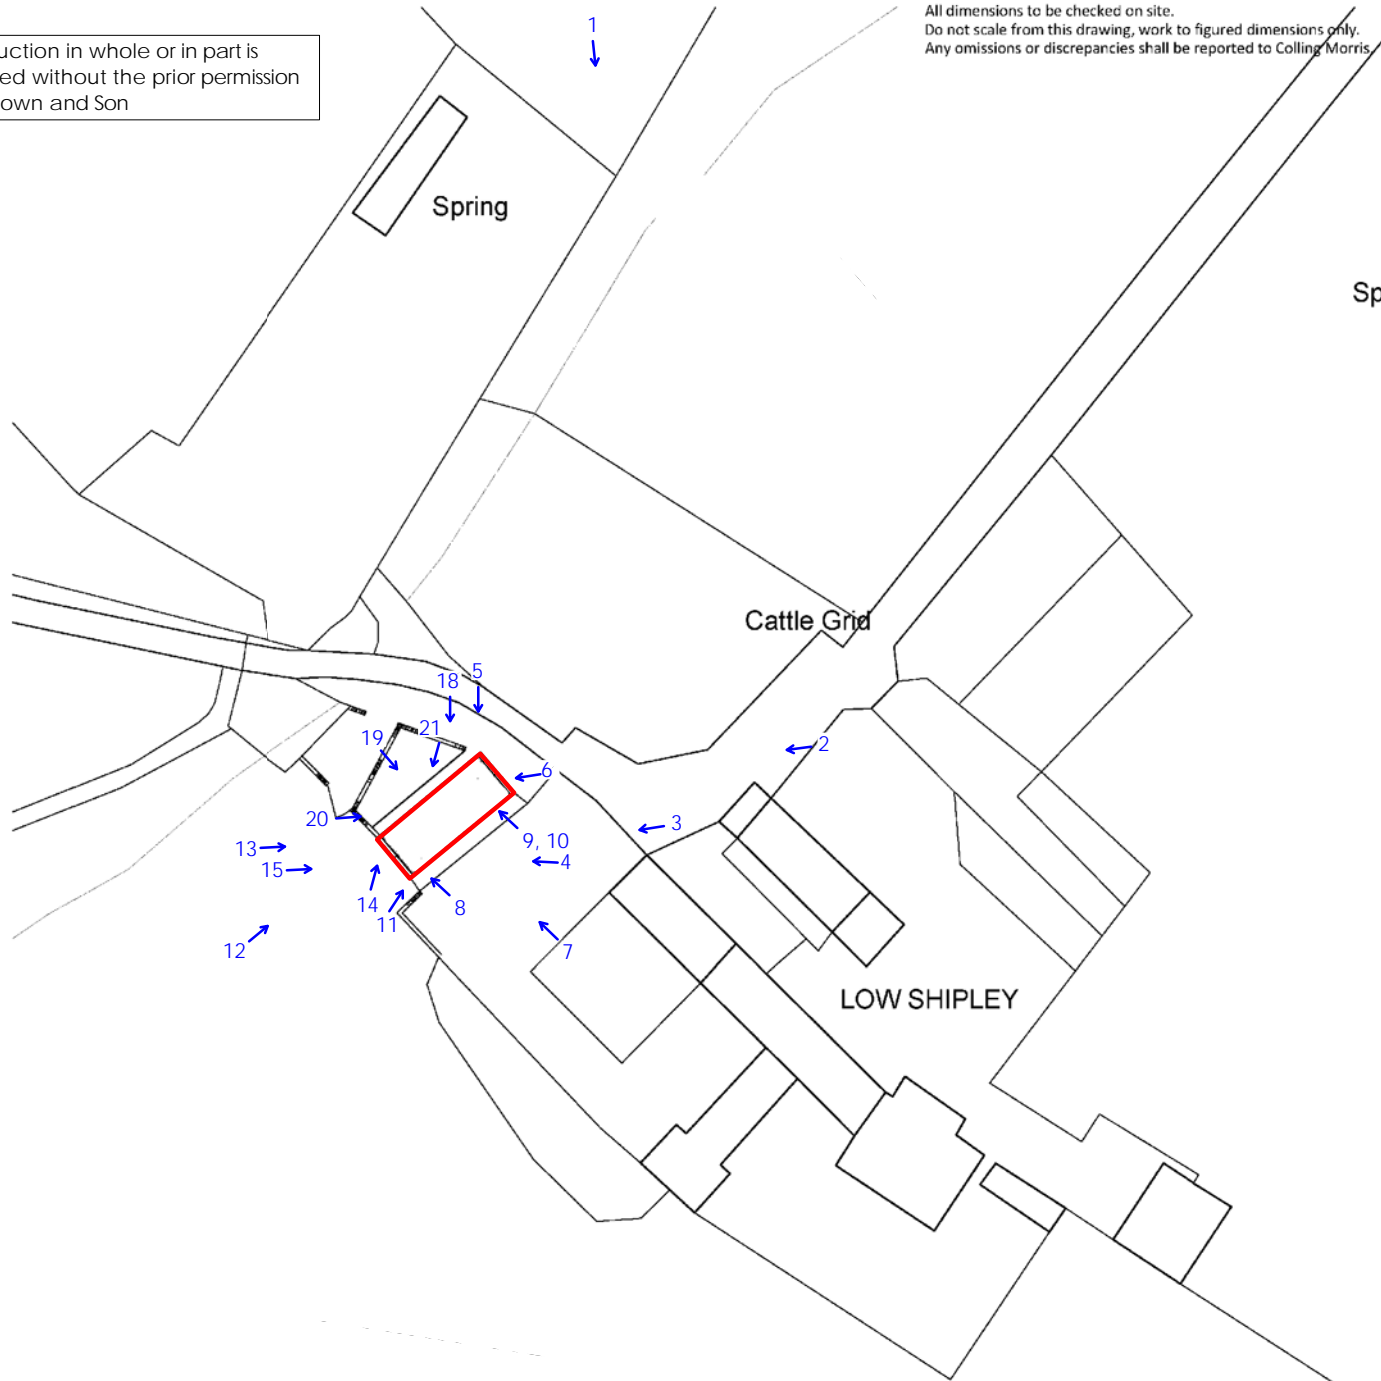 All dimensions to be checked on site.
Do not scale from this drawing, work to figured dimensions only.
Any omissions or discrepancies shall be reported to Colling Morris.
uction in whole or in part is
ed without the prior permission
own and Son
1
Spring
Sp
Cattle Grid
5
18
21
19
2
6
20
3
9, 10
13
4
15
14
8
11
12
7
LOW SHIPLEY